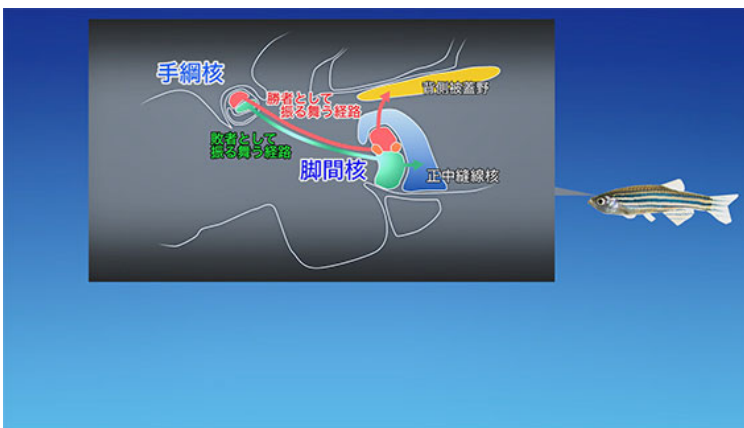 手綱核
勝者として
振る舞う経路
背側被蓋野
敗者として
振る舞う経路
脚間核
正中縫線核